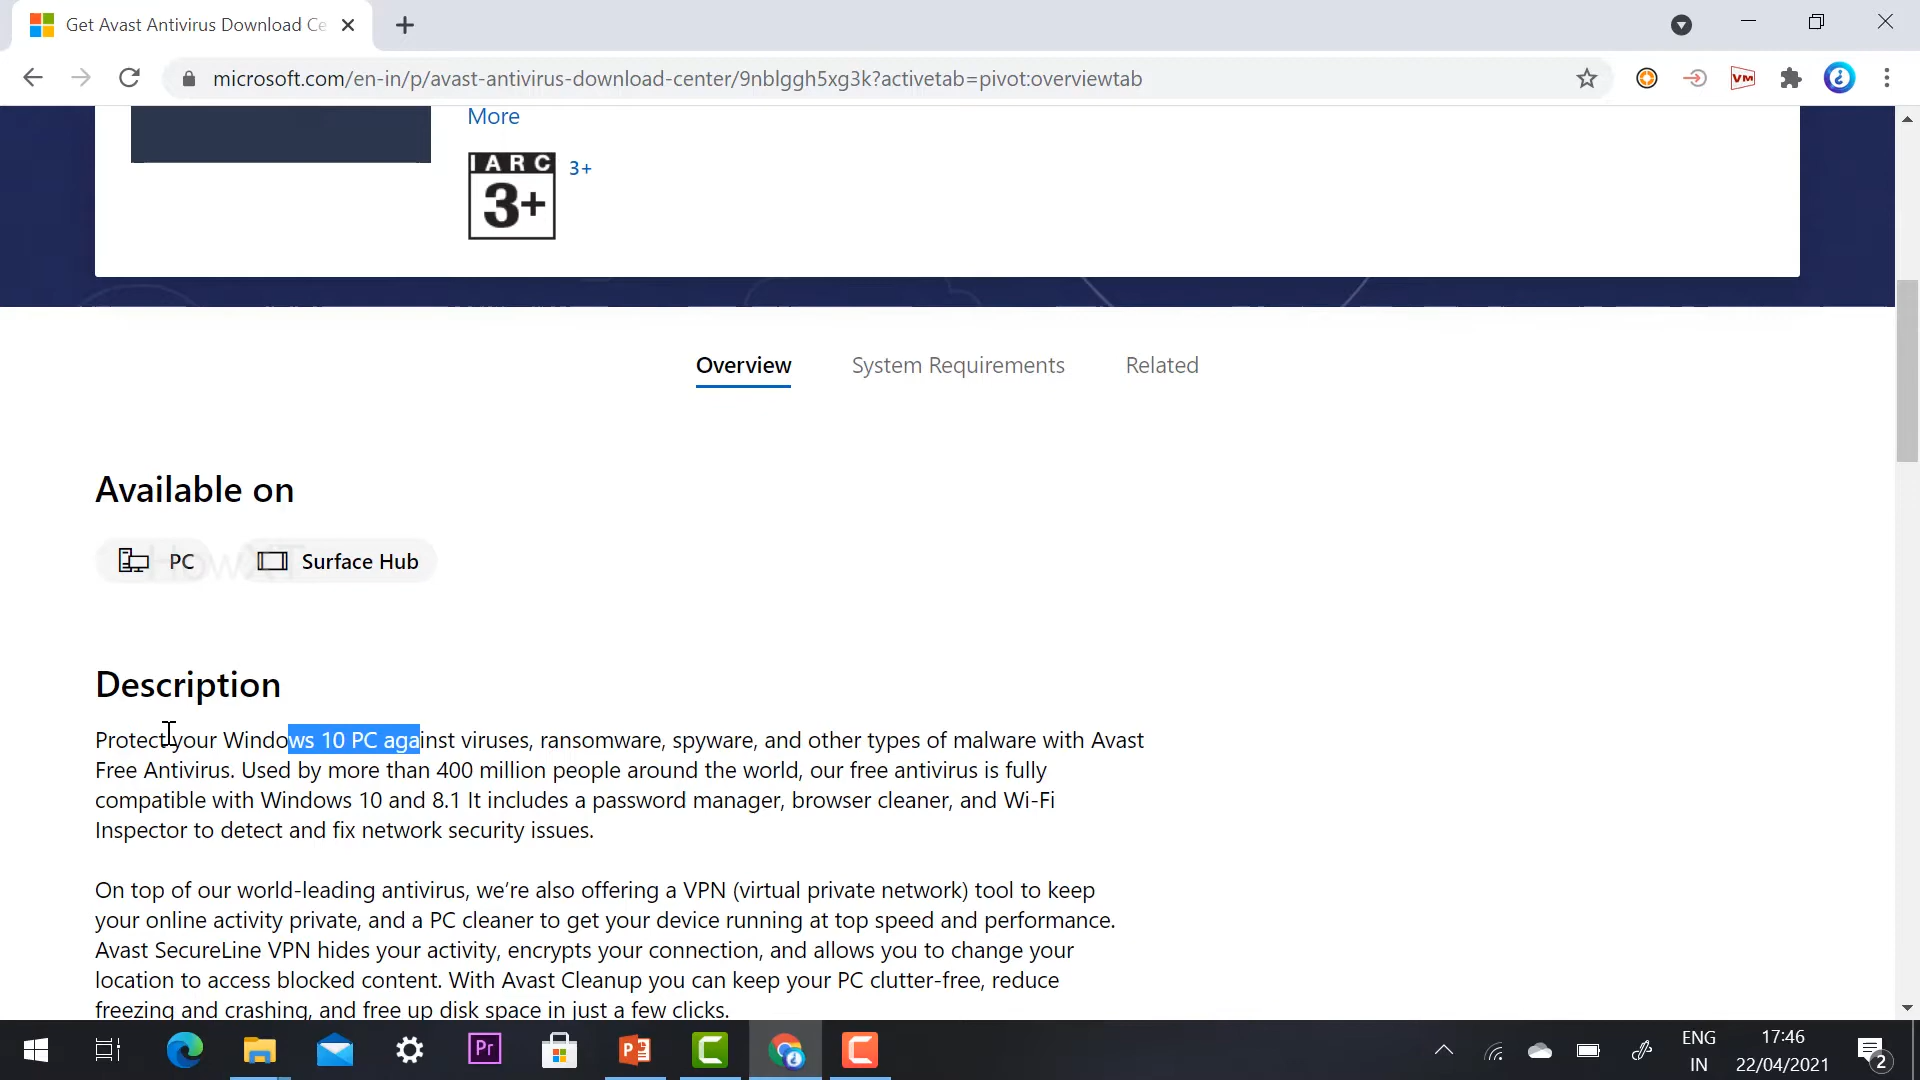 Get Avast Antivirus Download Ce
microsoft.com/en-in/p/avast-antivirus-download-center/9nblggh5xg3k?activetab=pivot:overviewtab
VM
More
IARC
3+
3+
Overview
System Requirements
Related
Available on
PC
Surface Hub
HowXT
Description
Protect your Windows 10 PC against viruses, ransomware, spyware, and other types of malware with Avast
Free Antivirus. Used by more than 400 million people around the world, our free antivirus is fully
compatible with Windows 10 and 8.1 It includes a password manager, browser cleaner, and Wi-Fi
Inspector to detect and fix network security issues.
On top of our world-leading antivirus, we’re also offering a VPN (virtual private network) tool to keep
your online activity private, and a PC cleaner to get your device running at top speed and performance.
Avast SecureLine VPN hides your activity, encrypts your connection, and allows you to change your
location to access blocked content. With Avast Cleanup you can keep your PC clutter-free, reduce
freezing and crashing, and free up disk space in just a few clicks.
Pr
P
ENG
IN
17:46
22/04/2021
2